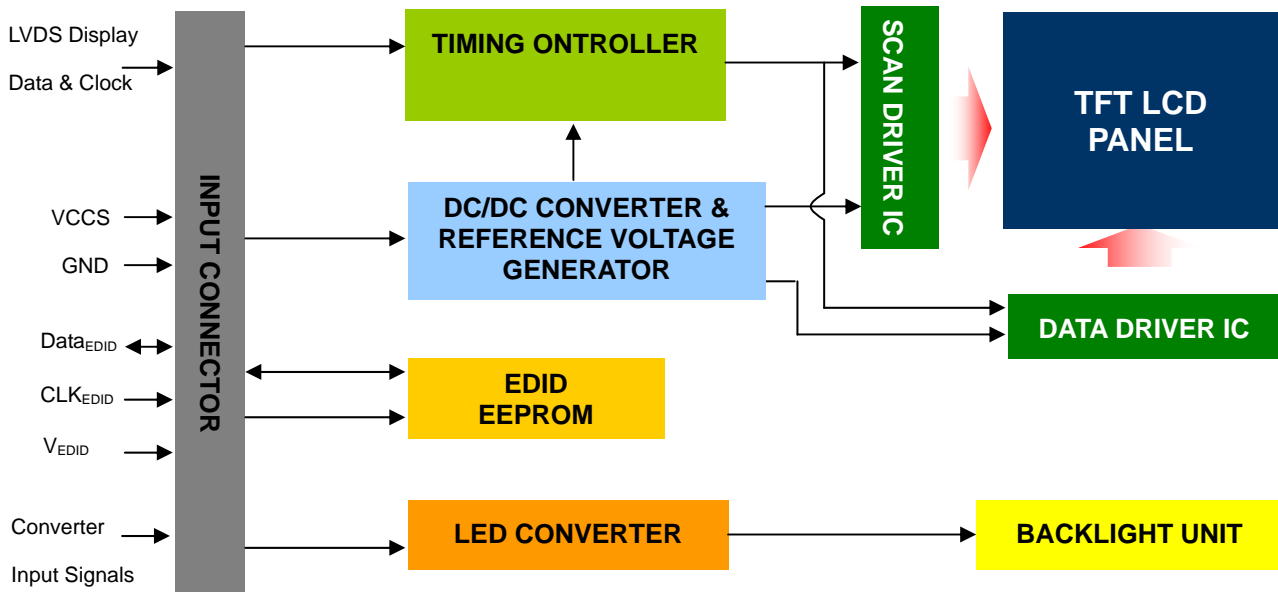 LVDS Display
Data & Clock
VCCS
GND
DataEDID
CLKEDID
VEDID
Converter
Input Signals
INPUT CONNECTOR
TIMING ONTROLLER
DC/DC CONVERTER &
REFERENCE VOLTAGE
GENERATOR
EDID
EEPROM
LED CONVERTER
SCAN DRIVER IC
TFT LCD
PANEL
DATA DRIVER IC
BACKLIGHT UNIT